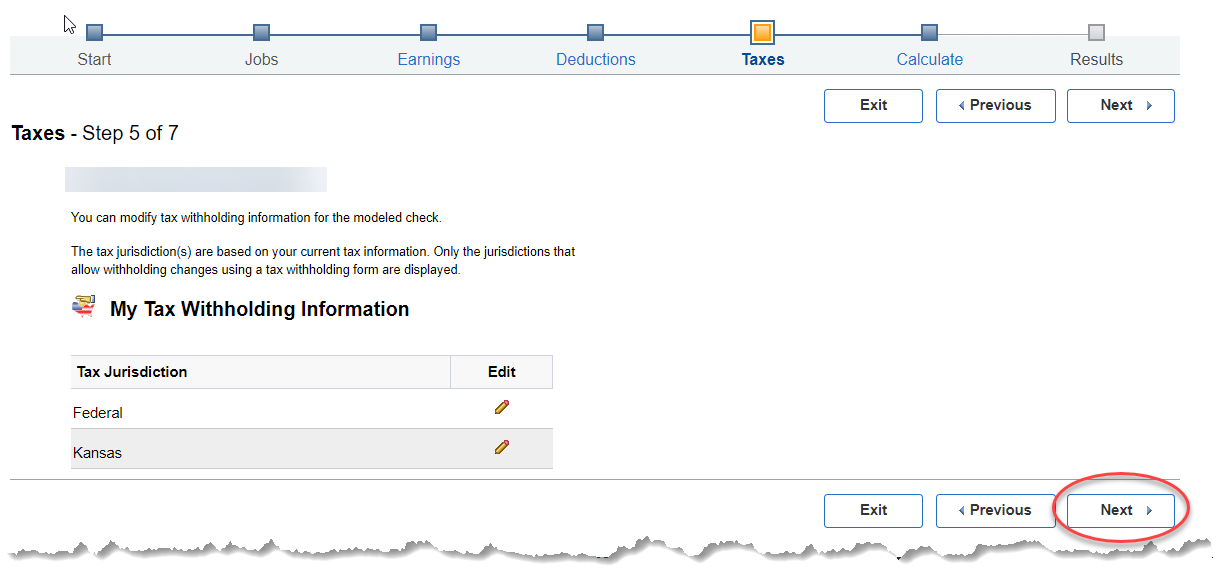 Start Jobs Earnings Deductions Taxes Calculate Results
Exit Previous Next
Taxes - Step 5 of 7
You can modify tax withholding information for the modeled check.
The tax jurisdiction(s) are based on your current tax information. Only the jurisdictions that
allow withholding changes using a tax withholding form are displayed.
My Tax Withholding Information
Tax Jurisdiction Edit
Federal
Kansas
Exit Previous Next